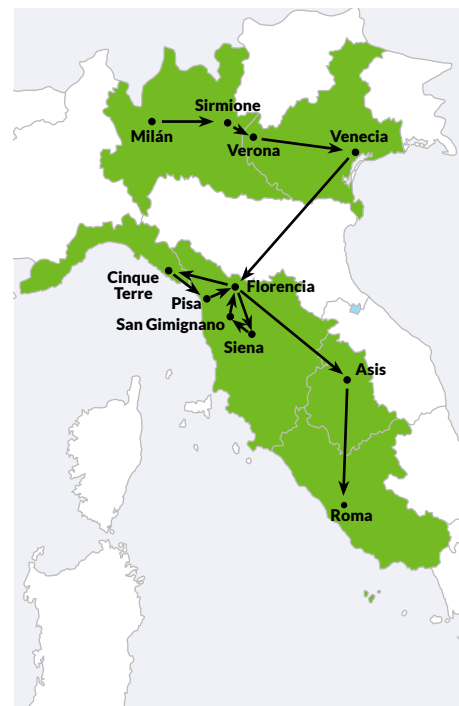 Sirmione
Milán
Verona
Venecia
Cinque
Terre
Pisa
Florencia
San Gimignano
Siena
Asis
Roma